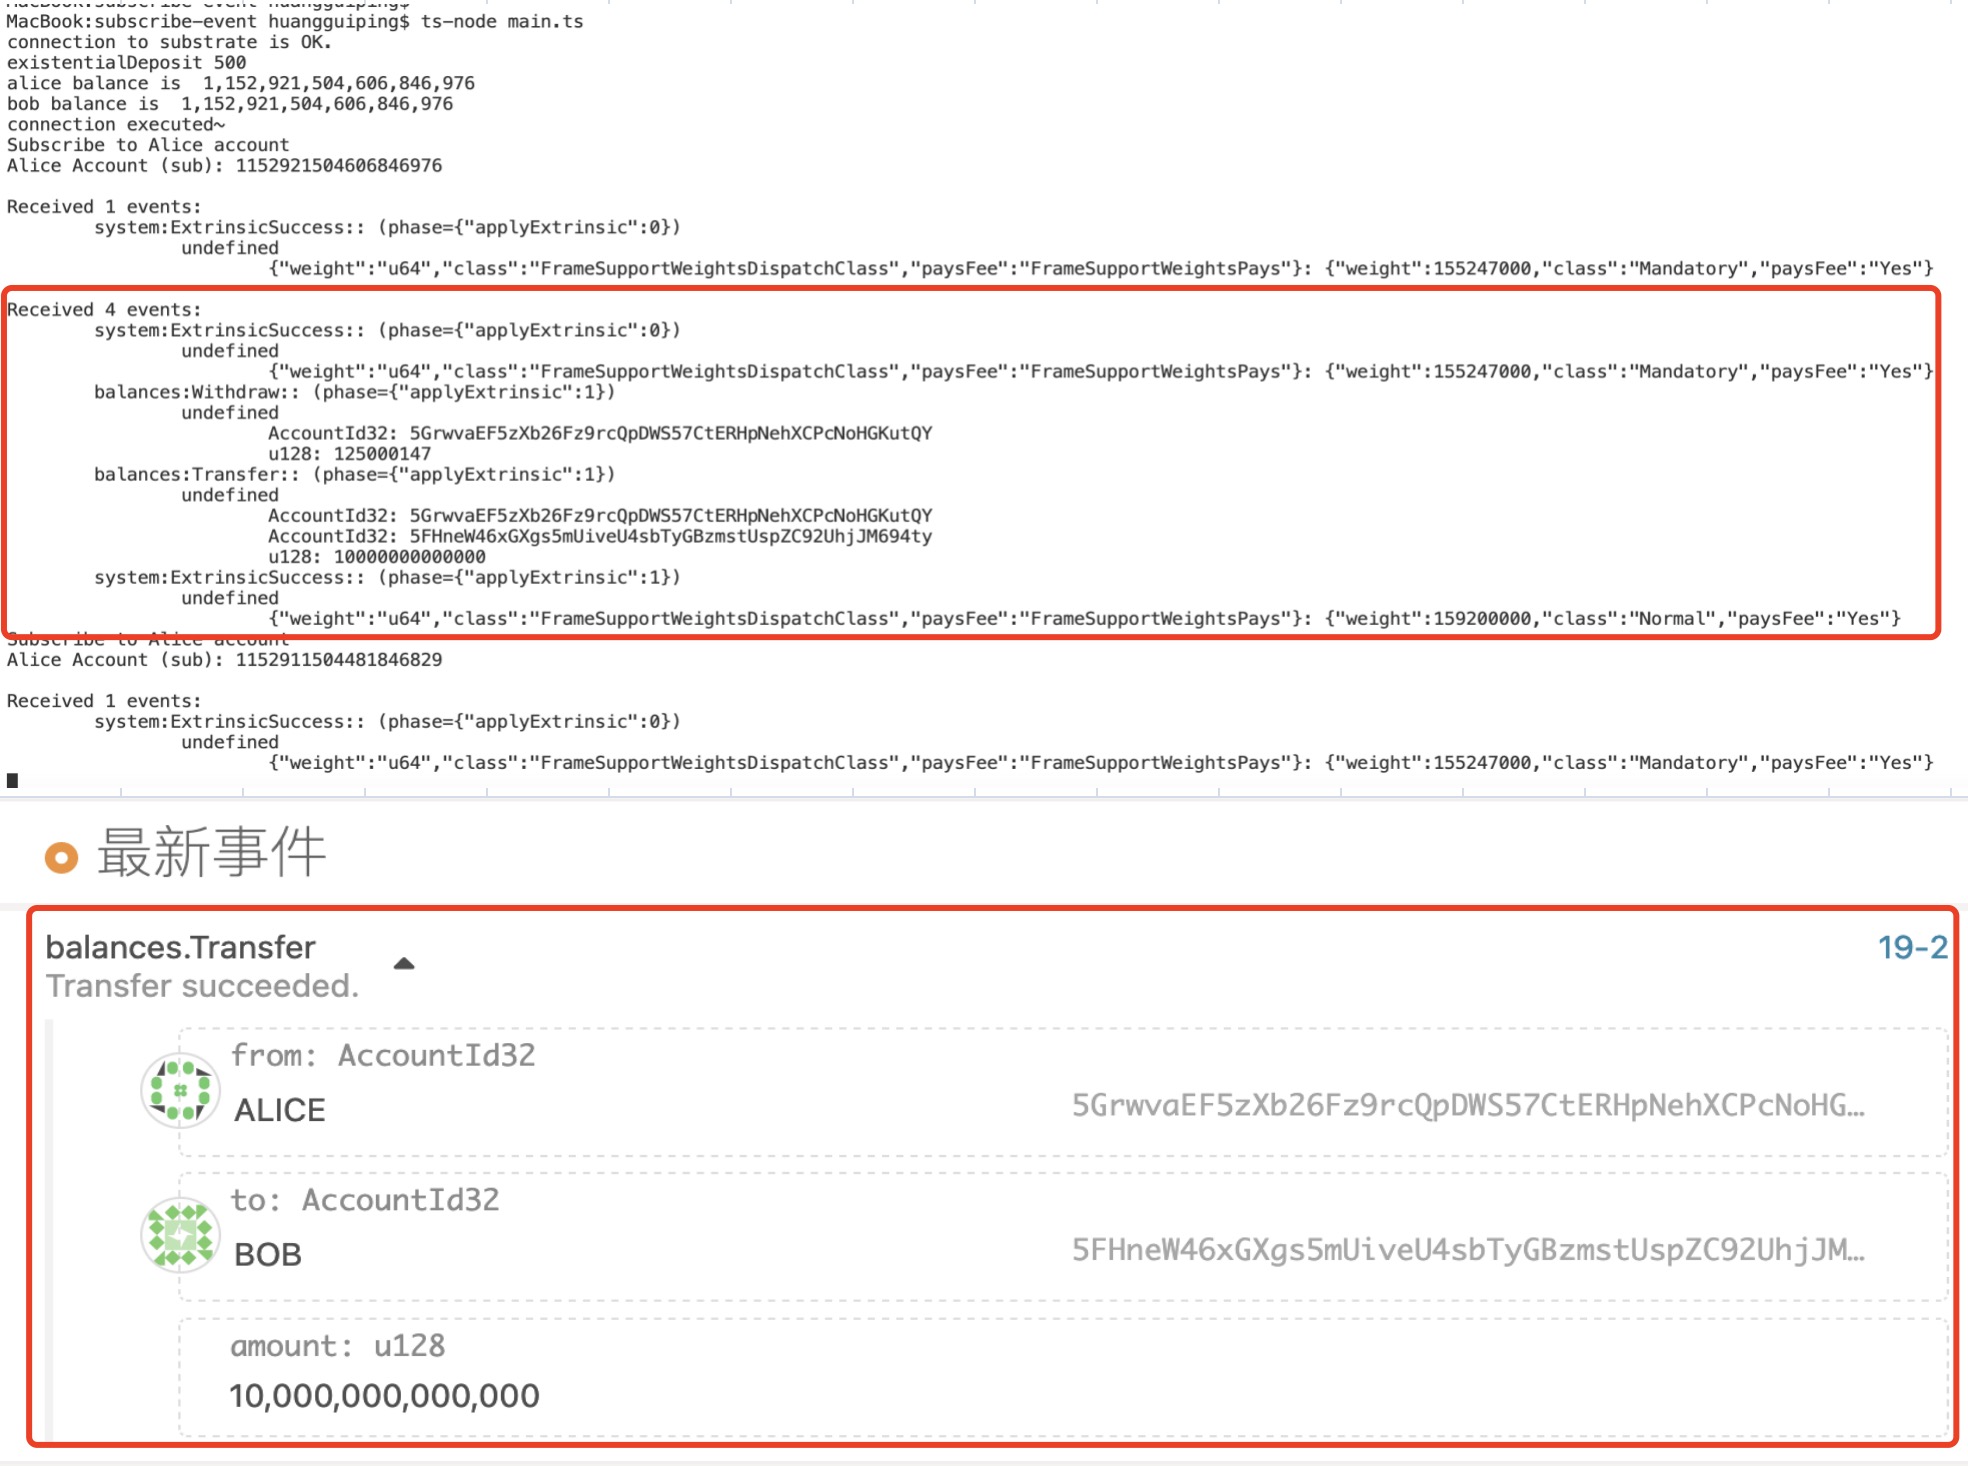 MacBook:subscribe-event huangguiping$
MacBook:subscribe-event huangguiping$ ts-node main.ts
connection to substrate is OK.
existentialDeposit 500
alice balance is  1,152,921,504,606,846,976
bob balance is  1,152,921,504,606,846,976
connection executed~
Subscribe to Alice account
Alice Account (sub): 1152921504606846976
Received 1 events:
system:ExtrinsicSuccess:: (phase={"applyExtrinsic":0})
undefined
{"weight":"u64","class":"FrameSupportWeightsDispatchClass","paysFee":"FrameSupportWeightsPays"}: {"weight":155247000,"class":"Mandatory","paysFee":"Yes"}
Received 4 events:
system:ExtrinsicSuccess:: (phase={"applyExtrinsic":0})
undefined
{"weight":"u64","class":"FrameSupportWeightsDispatchClass","paysFee":"FrameSupportWeightsPays"}: {"weight":155247000,"class":"Mandatory","paysFee":"Yes"}
balances:Withdraw:: (phase={"applyExtrinsic":1})
undefined
AccountId32: 5GrwvaEF5zXb26Fz9rcQpDWS57CtERHpNehXCPcNoHGKutQY
u128: 125000147
balances:Transfer:: (phase={"applyExtrinsic":1})
undefined
AccountId32: 5GrwvaEF5zXb26Fz9rcQpDWS57CtERHpNehXCPcNoHGKutQY
AccountId32: 5FHneW46xGXgs5mUiveU4sbTyGBzmstUspZC92UhjJM694ty
u128: 10000000000000
system:ExtrinsicSuccess:: (phase={"applyExtrinsic":1})
undefined
{"weight":"u64","class":"FrameSupportWeightsDispatchClass","paysFee":"FrameSupportWeightsPays"}: {"weight":159200000,"class":"Normal","paysFee":"Yes"}
Subscribe to Alice account
Alice Account (sub): 1152911504481846829
Received 1 events:
system:ExtrinsicSuccess:: (phase={"applyExtrinsic":0})
undefined
{"weight":"u64","class":"FrameSupportWeightsDispatchClass","paysFee":"FrameSupportWeightsPays"}: {"weight":155247000,"class":"Mandatory","paysFee":"Yes"}
最新事件
balances.Transfer 19-2
Transfer succeeded.
from: AccountId32
ALICE 5GrwvaEF5zXb26Fz9rcQpDWS57CtERHpNehXCPcNoHG…
to: AccountId32
BOB 5FHneW46xGXgs5mUiveU4sbTyGBzmstUspZC92UhjJM…
amount: u128
10,000,000,000,000